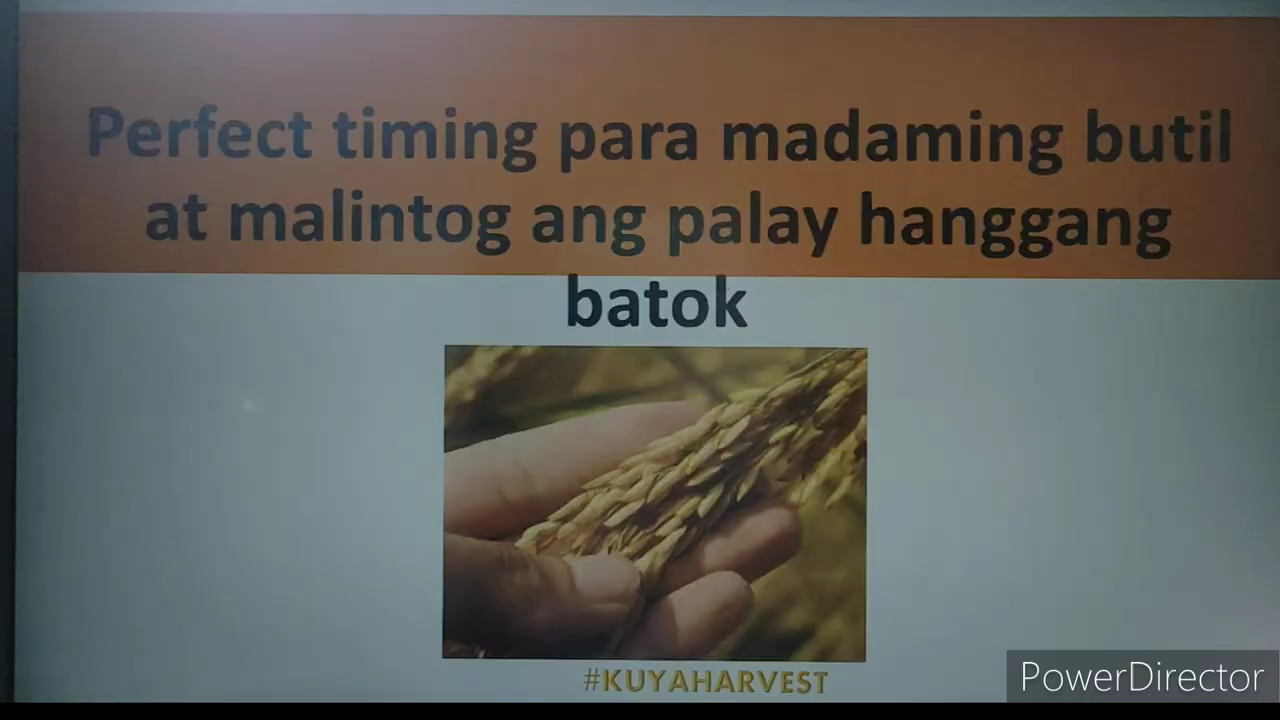 Perfect timing para madaming butil
at malintog ang palay hanggang
batok
#KUYAHARVEST
PowerDirector